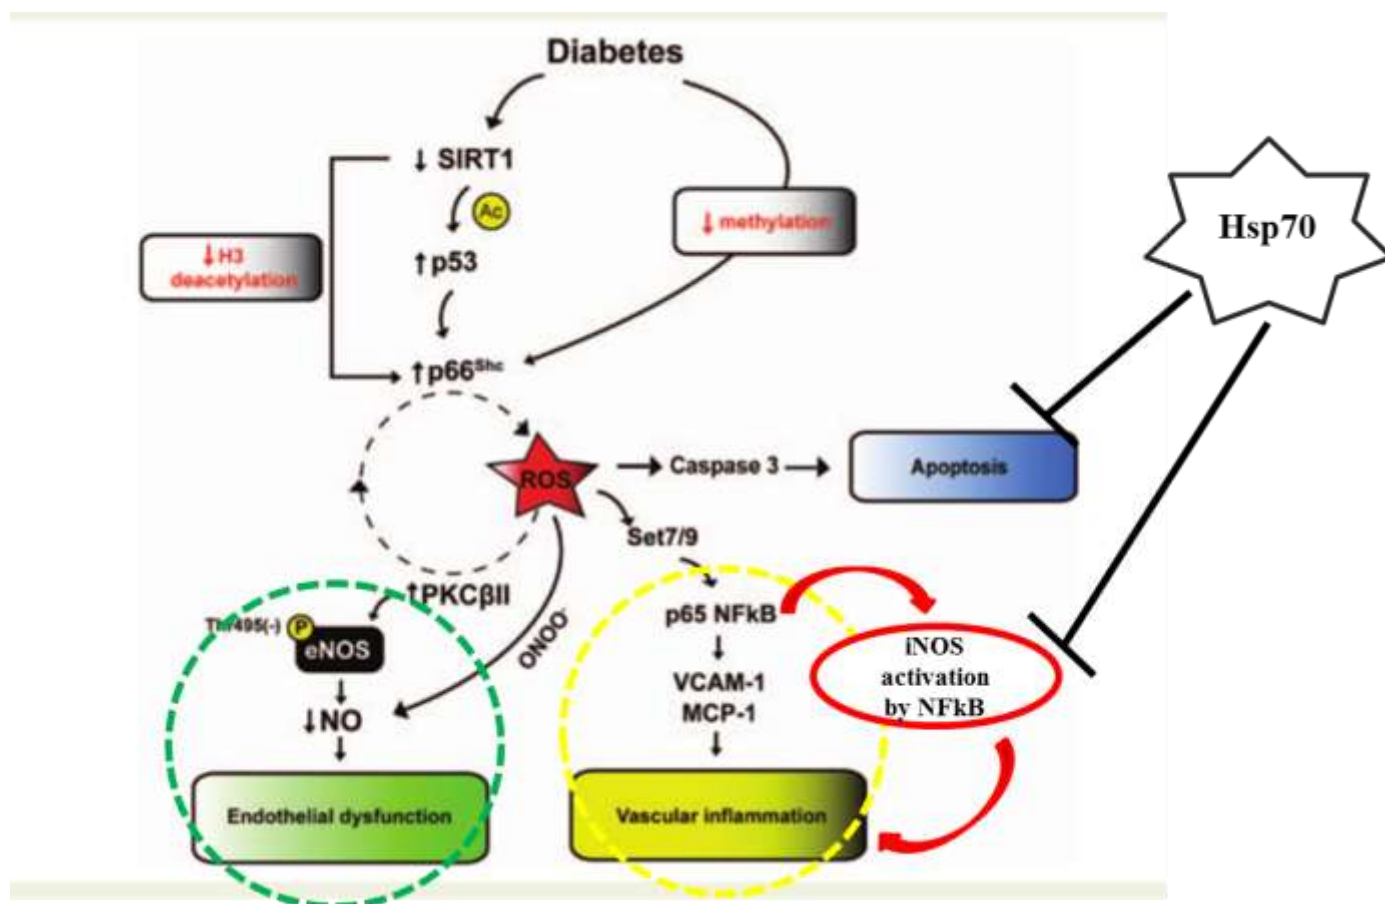 Diabetes
↓ SIRT1
Ac
↓ methylation
Hsp70
↓ H3
deacetylation
↑p53
↑p66Shc
ROS
Caspase 3
Apoptosis
Set7/9
↑PKCβII
Thr495(-)
P
eNOS
ONOO-
p65 NFkB
iNOS
activation
by NFkB
VCAM-1
MCP-1
↓NO
Endothelial dysfunction
Vascular inflammation